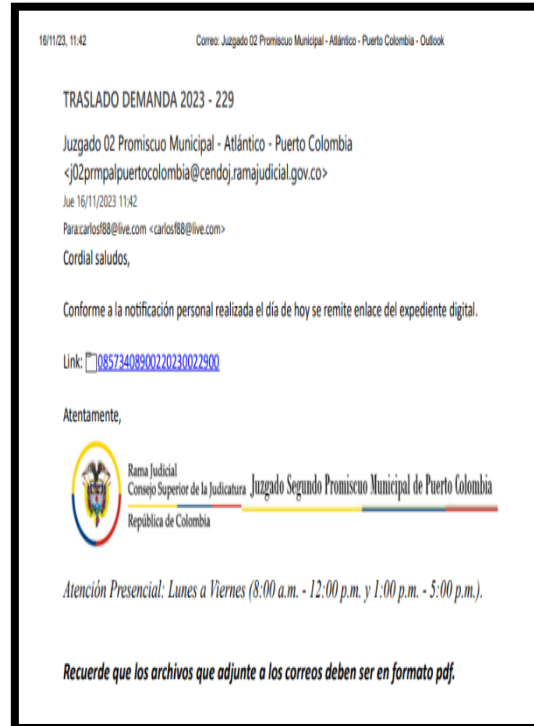 16/11/23, 11:42 Correo: Juzgado 02 Promiscuo Municipal - Atlántico - Puerto Colombia - Outlook
TRASLADO DEMANDA 2023 - 229
Juzgado 02 Promiscuo Municipal - Atlántico - Puerto Colombia
<j02prmpalpuertocolombia@cendoj.ramajudicial.gov.co>
Jue 16/11/2023 11:42
Para:carlosf88@live.com <carlosf88@live.com>
Cordial saludos,
Conforme a la notificación personal realizada el día de hoy se remite enlace del expediente digital.
Link: 08573408900220230022900
Atentamente,
Rama Judicial
Consejo Superior de la Judicatura
República de Colombia
Juzgado Segundo Promiscuo Municipal de Puerto Colombia
Atención Presencial: Lunes a Viernes (8:00 a.m. - 12:00 p.m. y 1:00 p.m. - 5:00 p.m.).
Recuerde que los archivos que adjunte a los correos deben ser en formato pdf.